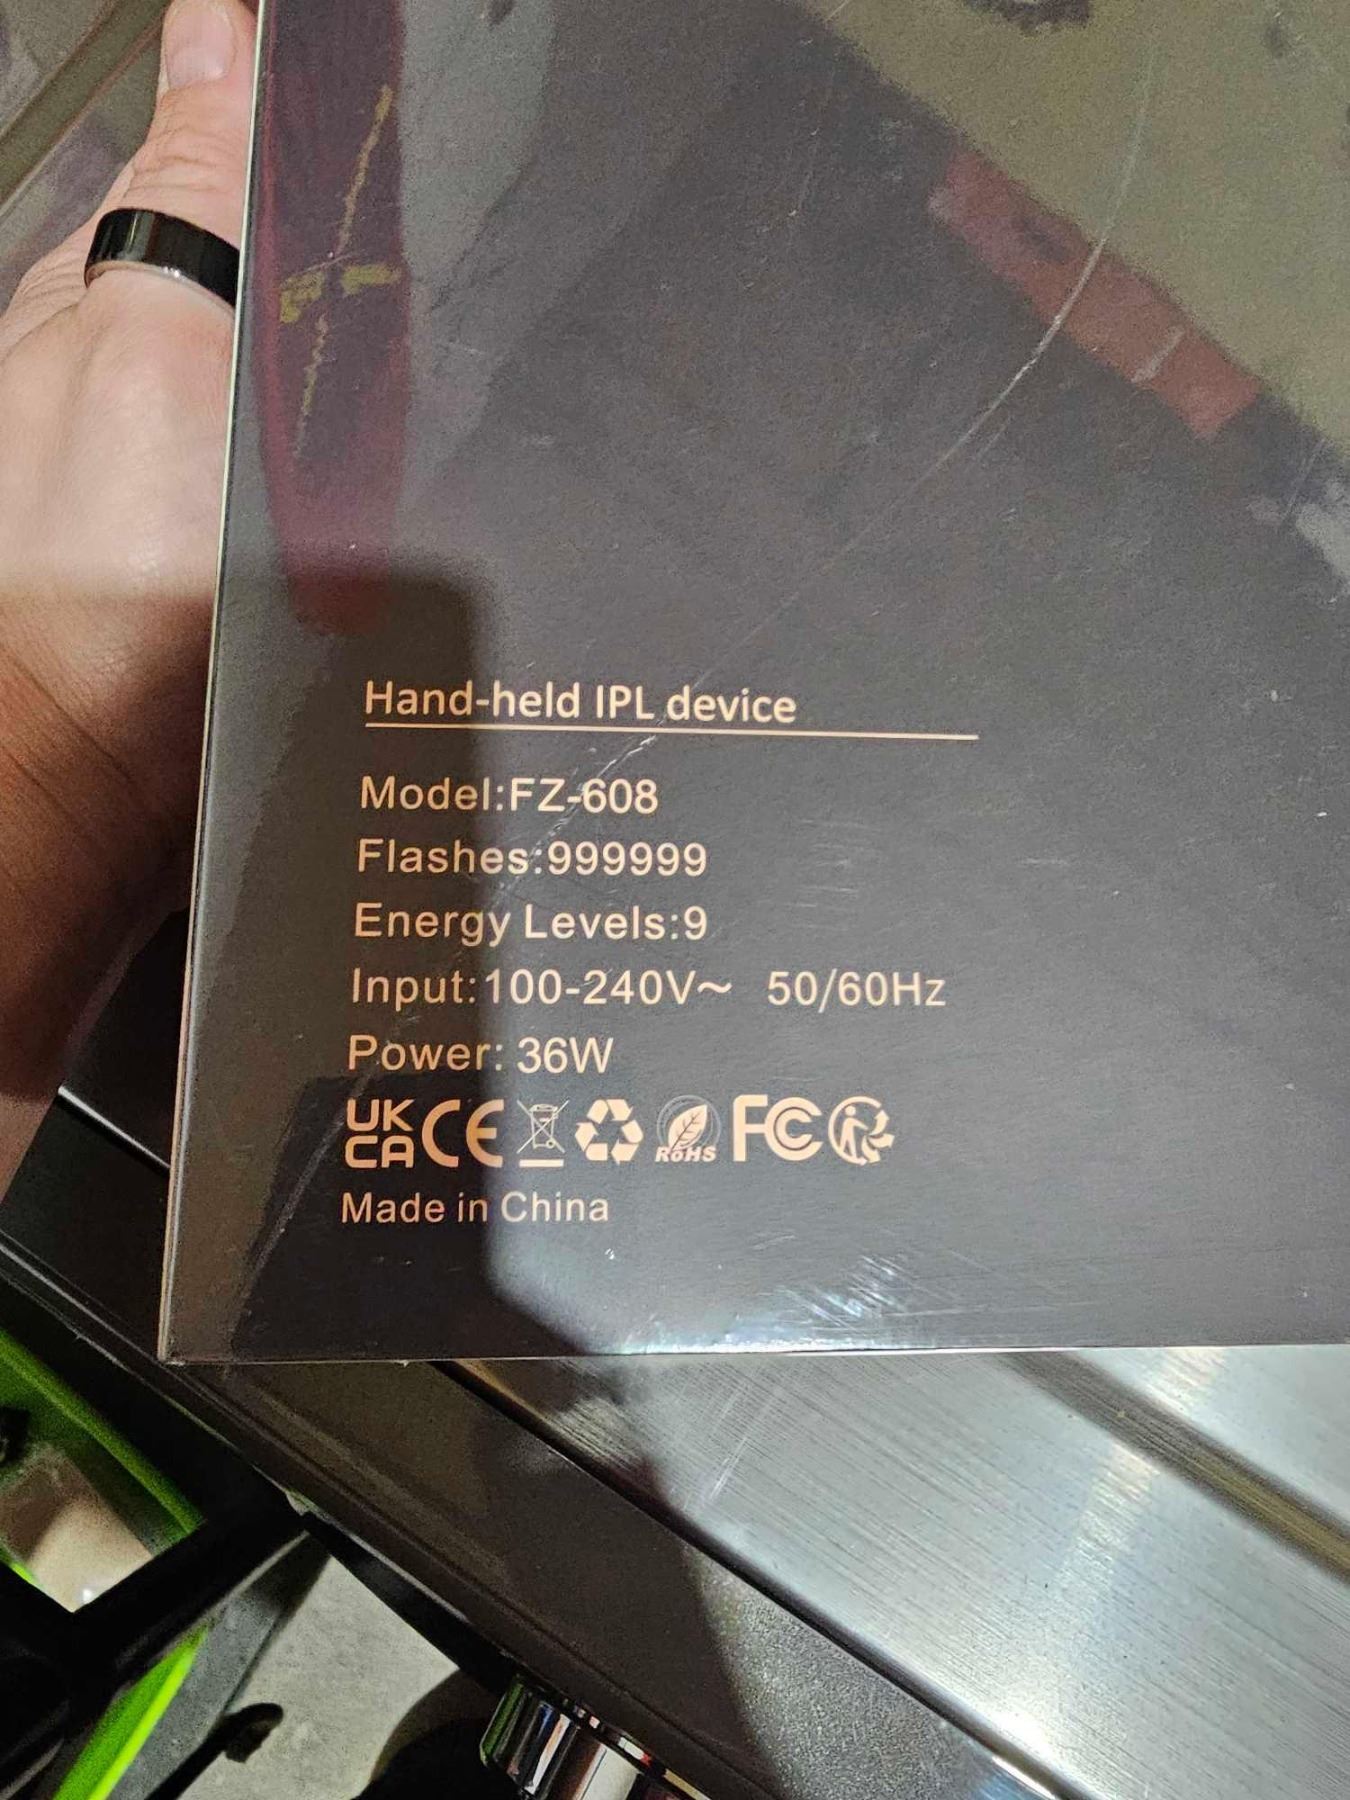 Hand-held IPL device
Model:FZ-608
Flashes:999999
Energy Levels:9
Input:100-240V~ 50/60Hz
Power: 36W
UK CA CE RoHS FC
Made in China